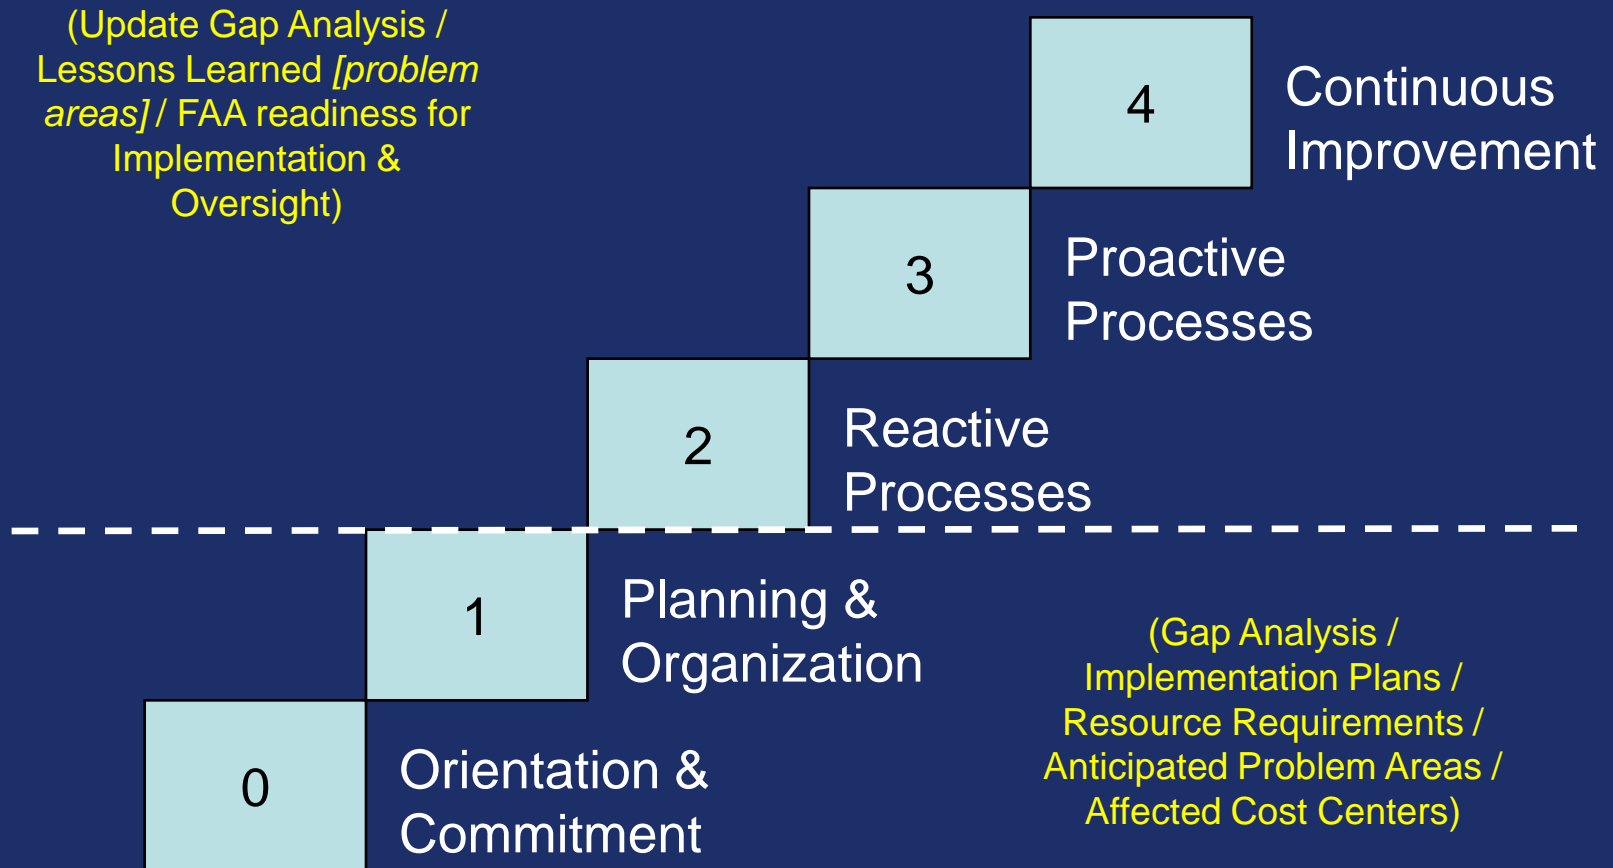 (Update Gap Analysis /
Lessons Learned [problem
areas] / FAA readiness for
Implementation &
Oversight)
4
Continuous
Improvement
3
Proactive
Processes
2
Reactive
Processes
1
Planning &
Organization
(Gap Analysis /
Implementation Plans /
Resource Requirements /
Anticipated Problem Areas /
Affected Cost Centers)
0
Orientation &
Commitment